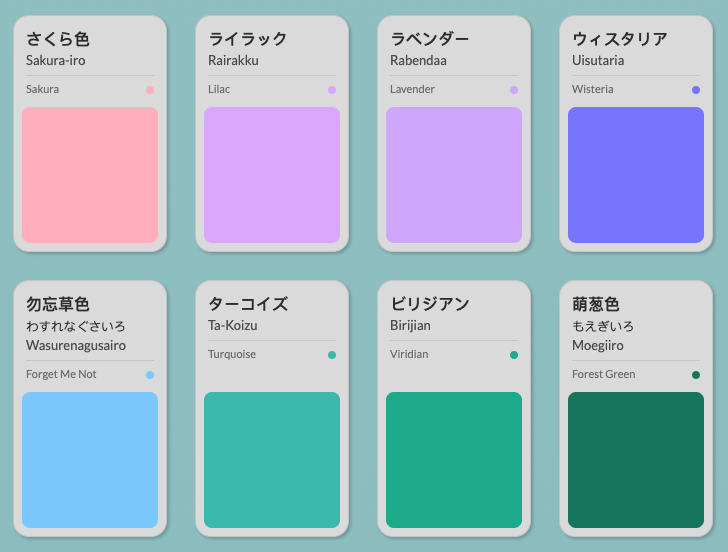 さくら色
Sakura-iro
Sakura
ライラック
Rairakku
Lilac
ラベンダー
Rabendaa
Lavender
ウィスタリア
Uisutaria
Wisteria
勿忘草色
わすれなぐさいろ
Wasurenagusairo
Forget Me Not
ターコイズ
Ta-Koizu
Turquoise
ビリジアン
Birijian
Viridian
萌葱色
もえぎいろ
Moegiiro
Forest Green